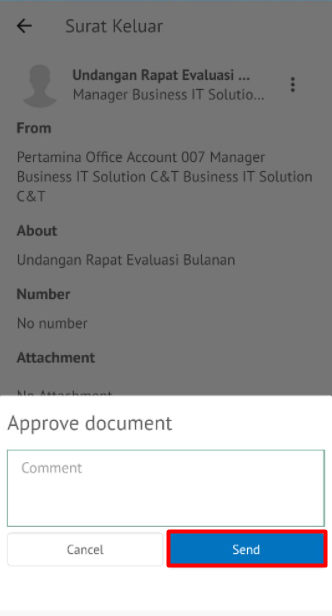 Surat Keluar
Undangan Rapat Evaluasi ...
Manager Business IT Solutio...
From
Pertamina Office Account 007 Manager
Business IT Solution C&T Business IT Solution
C&T
About
Undangan Rapat Evaluasi Bulanan
Number
No number
Attachment
No Attachment
Approve document
Comment
Cancel
Send